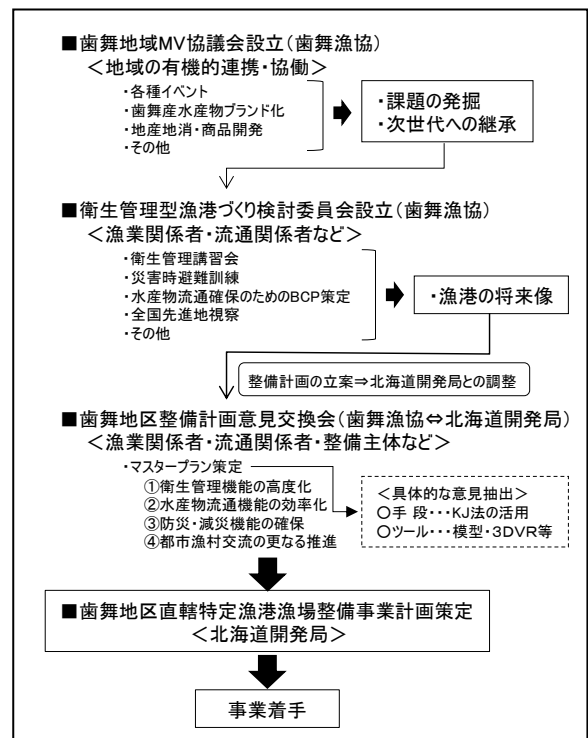 ■歯舞地域MV協議会設立(歯舞漁協)
＜地域の有機的連携・協働＞
・各種イベント
・歯舞産水産物ブランド化
・地産地消・商品開発
・その他
・課題の発掘
・次世代への継承
■衛生管理型漁港づくり検討委員会設立(歯舞漁協)
＜漁業関係者・流通関係者など＞
・衛生管理講習会
・災害時避難訓練
・水産物流通確保のためのBCP策定
・全国先進地視察
・その他
・漁港の将来像
整備計画の立案⇒北海道開発局との調整
■歯舞地区整備計画意見交換会(歯舞漁協⇔北海道開発局)
＜漁業関係者・流通関係者・整備主体など＞
・マスタープラン策定
①衛生管理機能の高度化
②水産物流通機能の効率化
③防災・減災機能の確保
④都市漁村交流の更なる推進
＜具体的な意見抽出＞
○手 段・・・KJ法の活用
○ツール・・・模型・3DVR等
■歯舞地区直轄特定漁港漁場整備事業計画策定
＜北海道開発局＞
事業着手